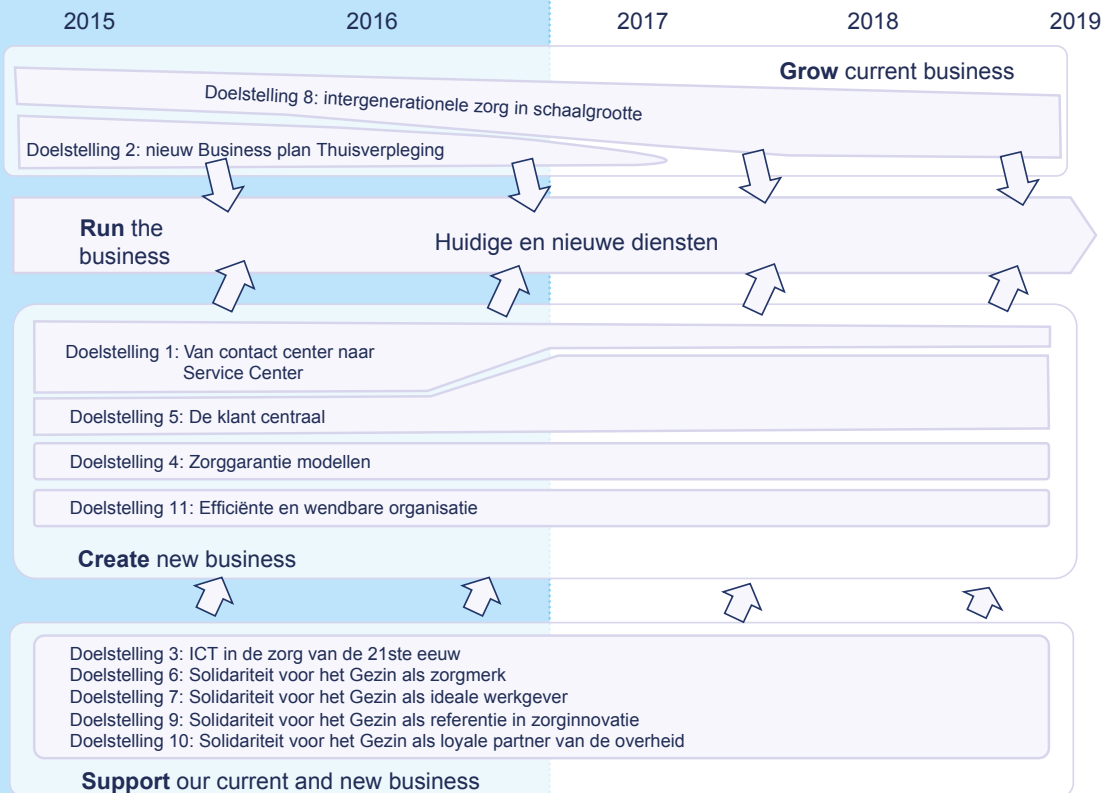 2015 2016 2017 2018 2019
Grow current business
Doelstelling 8: intergenerationele zorg in schaalgrootte
Doelstelling 2: nieuw Business plan Thuisverpleging
Run the
business
Huidige en nieuwe diensten
Doelstelling 1: Van contact center naar
Service Center
Doelstelling 5: De klant centraal
Doelstelling 4: Zorggarantie modellen
Doelstelling 11: Efficiënte en wendbare organisatie
Create new business
Doelstelling 3: ICT in de zorg van de 21ste eeuw
Doelstelling 6: Solidariteit voor het Gezin als zorgmerk
Doelstelling 7: Solidariteit voor het Gezin als ideale werkgever
Doelstelling 9: Solidariteit voor het Gezin als referentie in zorginnovatie
Doelstelling 10: Solidariteit voor het Gezin als loyale partner van de overheid
Support our current and new business